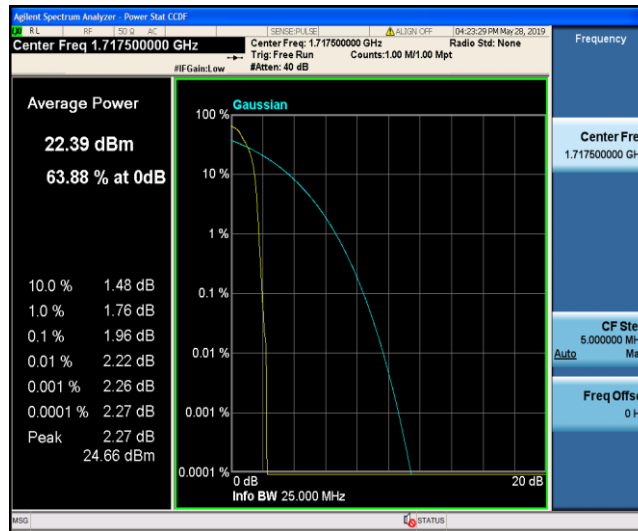 Agilent Spectrum Analyzer - Power Stat CCDF
RL RF 50 Ω AC SENSE:PULSE ALIGN OFF 04:23:29 PM May 28, 2019
Center Freq 1.717500000 GHz
Center Freq: 1.717500000 GHz Radio Std: None
Trig: Free Run Counts:1.00 M/1.00 Mpt
#IFGain:Low #Atten: 40 dB
Frequency
Average Power
22.39 dBm
63.88 % at 0dB
10.0 % 1.48 dB
1.0 % 1.76 dB
0.1 % 1.96 dB
0.01 % 2.22 dB
0.001 % 2.26 dB
0.0001 % 2.27 dB
Peak 2.27 dB
24.66 dBm
Gaussian
100 %
10 %
1 %
0.1 %
0.01 %
0.001 %
0.0001 %
0 dB 20 dB
Info BW 25.000 MHz
Center Fre
1.717500000 GH
CF Ste
5.000000 MH
Auto Ma
Freq Offse
0 H
MSG STATUS